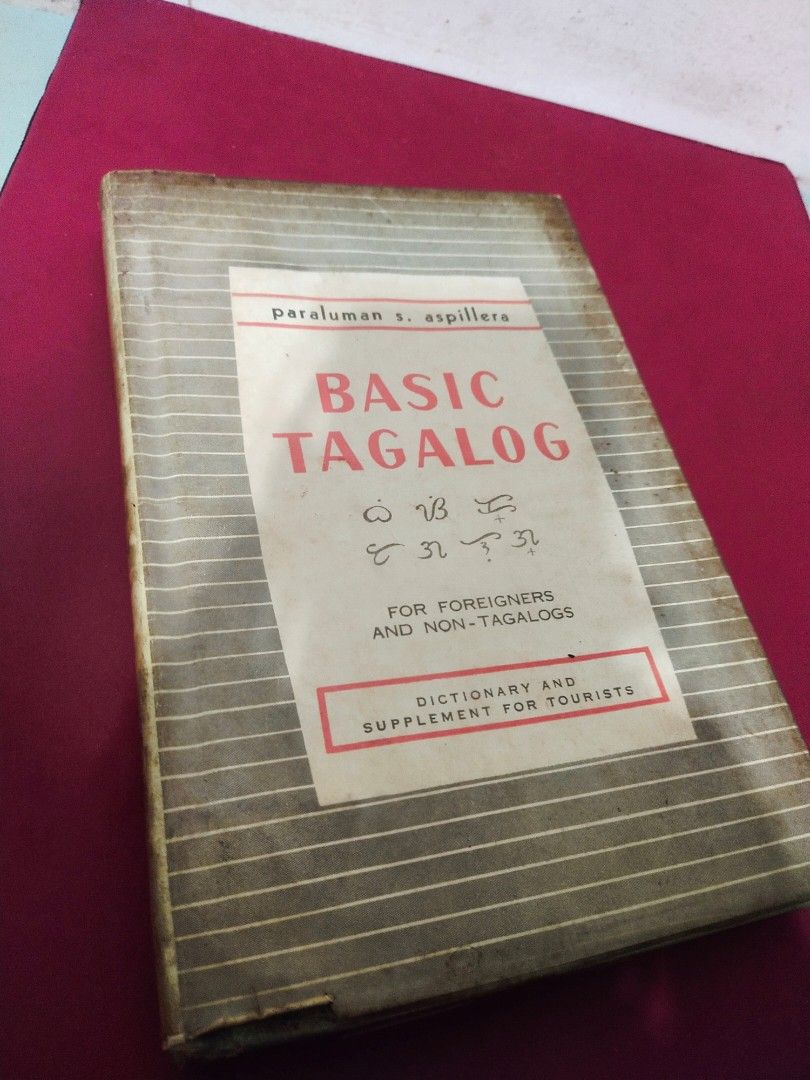 paraluman s. aspillera
BASIC
TAGALOG
ᜊᜒ ᜐᜒ ᜃ᜔
ᜆ ᜄ ᜎᜓ ᜄ᜔
FOR FOREIGNERS
AND NON-TAGALOGS
DICTIONARY AND
SUPPLEMENT FOR TOURISTS